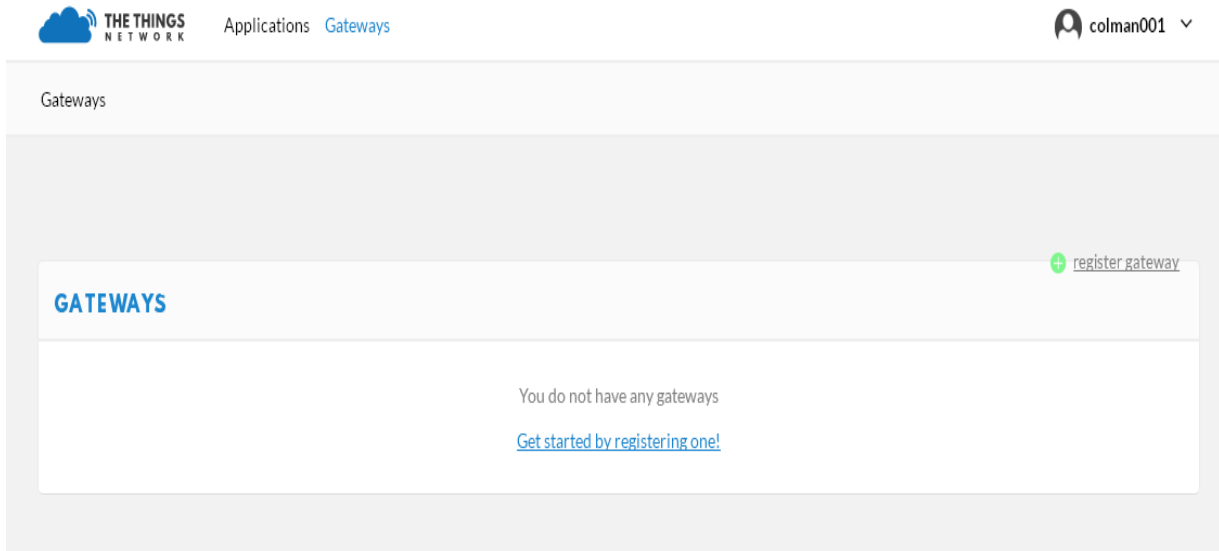 THE THINGS
NETWORK
Applications
Gateways
colman001
Gateways
register gateway
GATEWAYS
You do not have any gateways
Get started by registering one!